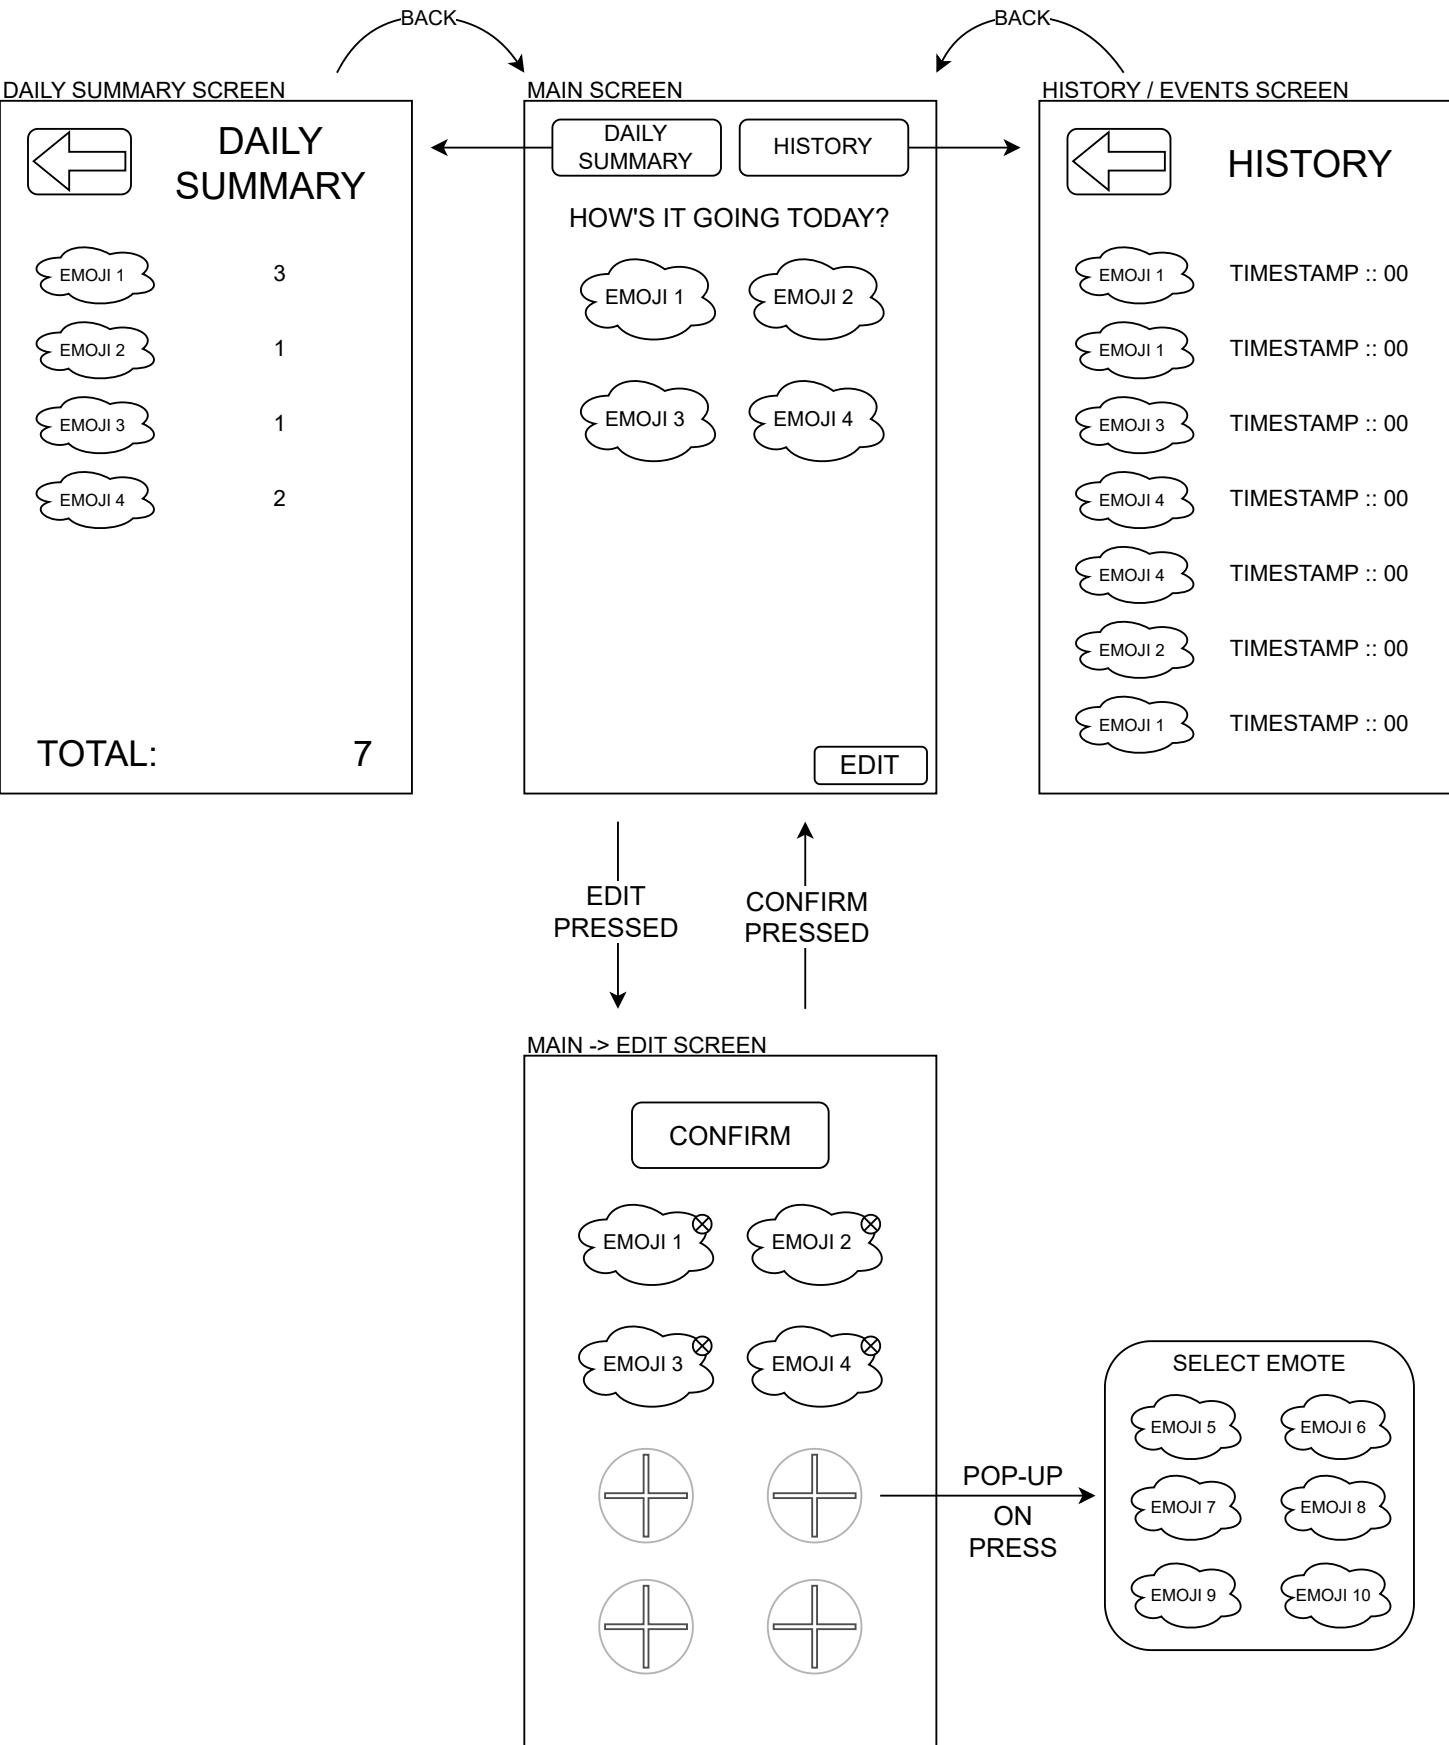 BACK
BACK
DAILY SUMMARY SCREEN
DAILY
SUMMARY
EMOJI 1
3
EMOJI 2
1
EMOJI 3
1
EMOJI 4
2
TOTAL:
7
MAIN SCREEN
DAILY
SUMMARY
HISTORY
HOW'S IT GOING TODAY?
EMOJI 1
EMOJI 2
EMOJI 3
EMOJI 4
EDIT
HISTORY / EVENTS SCREEN
HISTORY
EMOJI 1
TIMESTAMP :: 00
EMOJI 1
TIMESTAMP :: 00
EMOJI 3
TIMESTAMP :: 00
EMOJI 4
TIMESTAMP :: 00
EMOJI 4
TIMESTAMP :: 00
EMOJI 2
TIMESTAMP :: 00
EMOJI 1
TIMESTAMP :: 00
EDIT
PRESSED
CONFIRM
PRESSED
MAIN -> EDIT SCREEN
CONFIRM
EMOJI 1
EMOJI 2
EMOJI 3
EMOJI 4
POP-UP
ON
PRESS
SELECT EMOTE
EMOJI 5
EMOJI 6
EMOJI 7
EMOJI 8
EMOJI 9
EMOJI 10